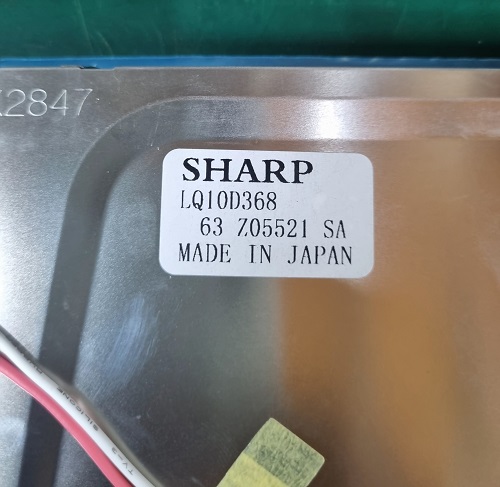 2847
SHARP
LQ10D368
63 Z05521 SA
MADE IN JAPAN